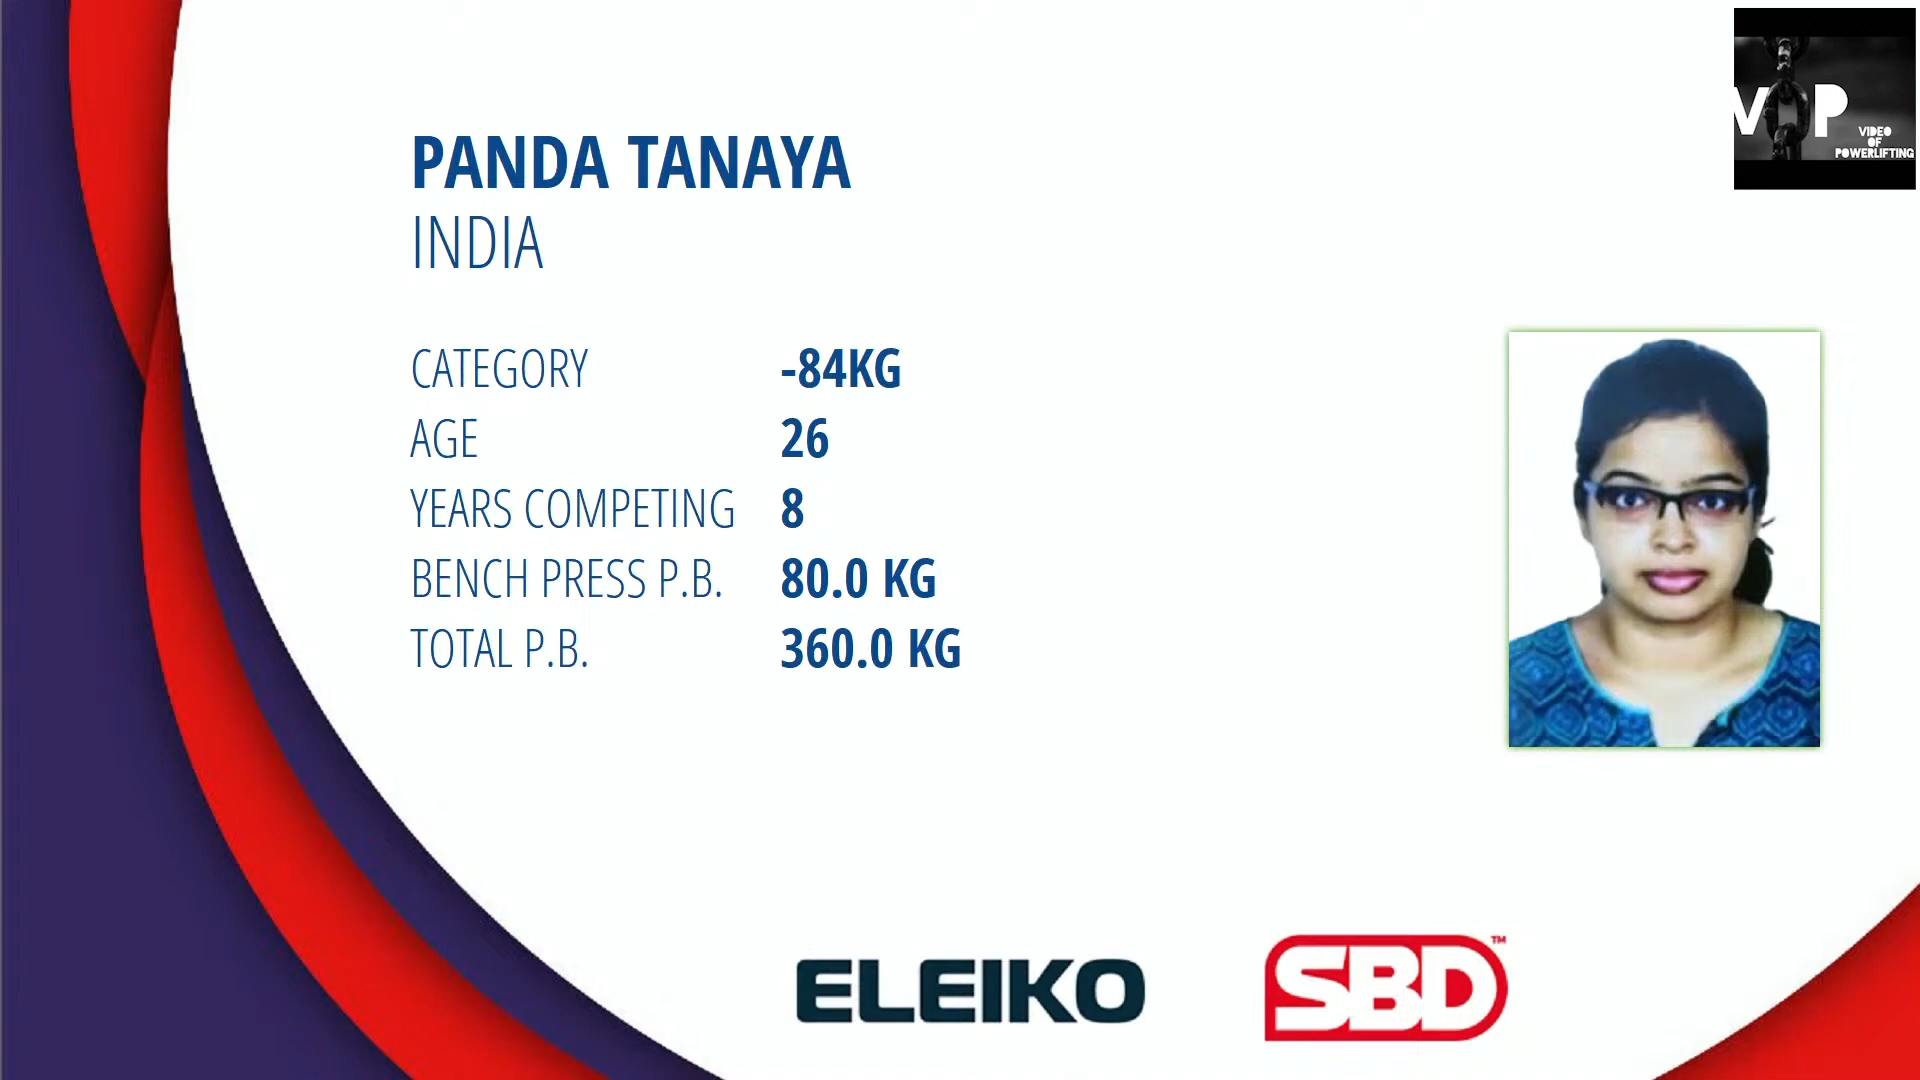 PANDA TANAYA
INDIA
CATEGORY -84KG
AGE 26
YEARS COMPETING 8
BENCH PRESS P.B. 80.0 KG
TOTAL P.B. 360.0 KG
VOP
VIDEO
OF
POWERLIFTING
ELEIKO
SBD™